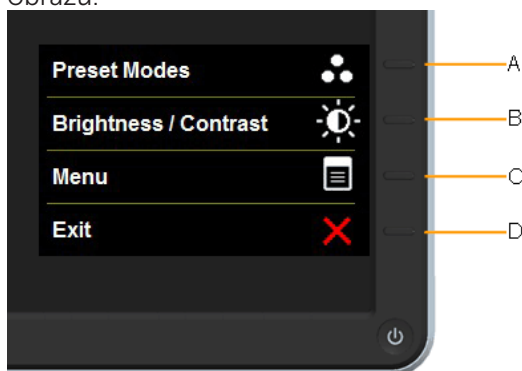 obrazu.
Preset Modes
A
Brightness / Contrast
B
Menu
C
Exit
D